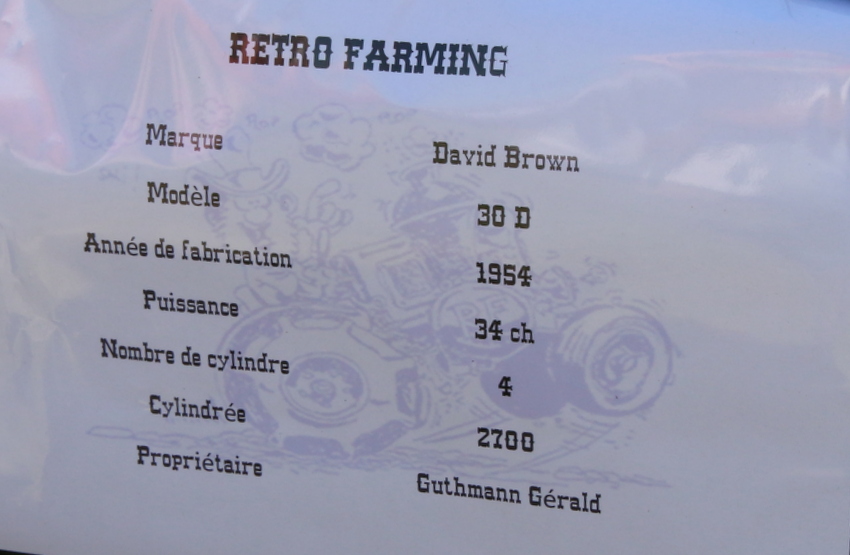 RETRO FARMING
Marque David Brown
Modèle 30 D
Année de fabrication 1954
Puissance 34 ch
Nombre de cylindre 4
Cylindrée 2700
Propriétaire Guthmann Gérald